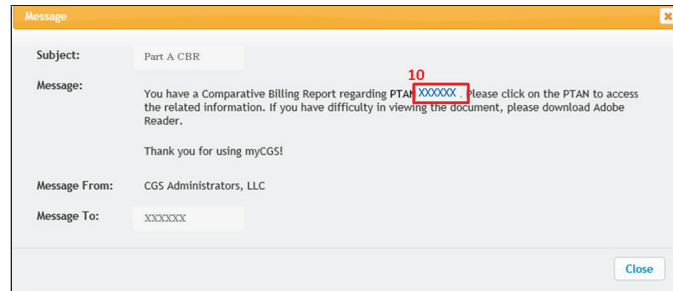 Message
Subject: Part A CBR
10
Message: You have a Comparative Billing Report regarding PTAN XXXXXX . Please click on the PTAN to access
the related information. If you have difficulty in viewing the document, please download Adobe
Reader.
Thank you for using myCGS!
Message From: CGS Administrators, LLC
Message To: XXXXXX
Close